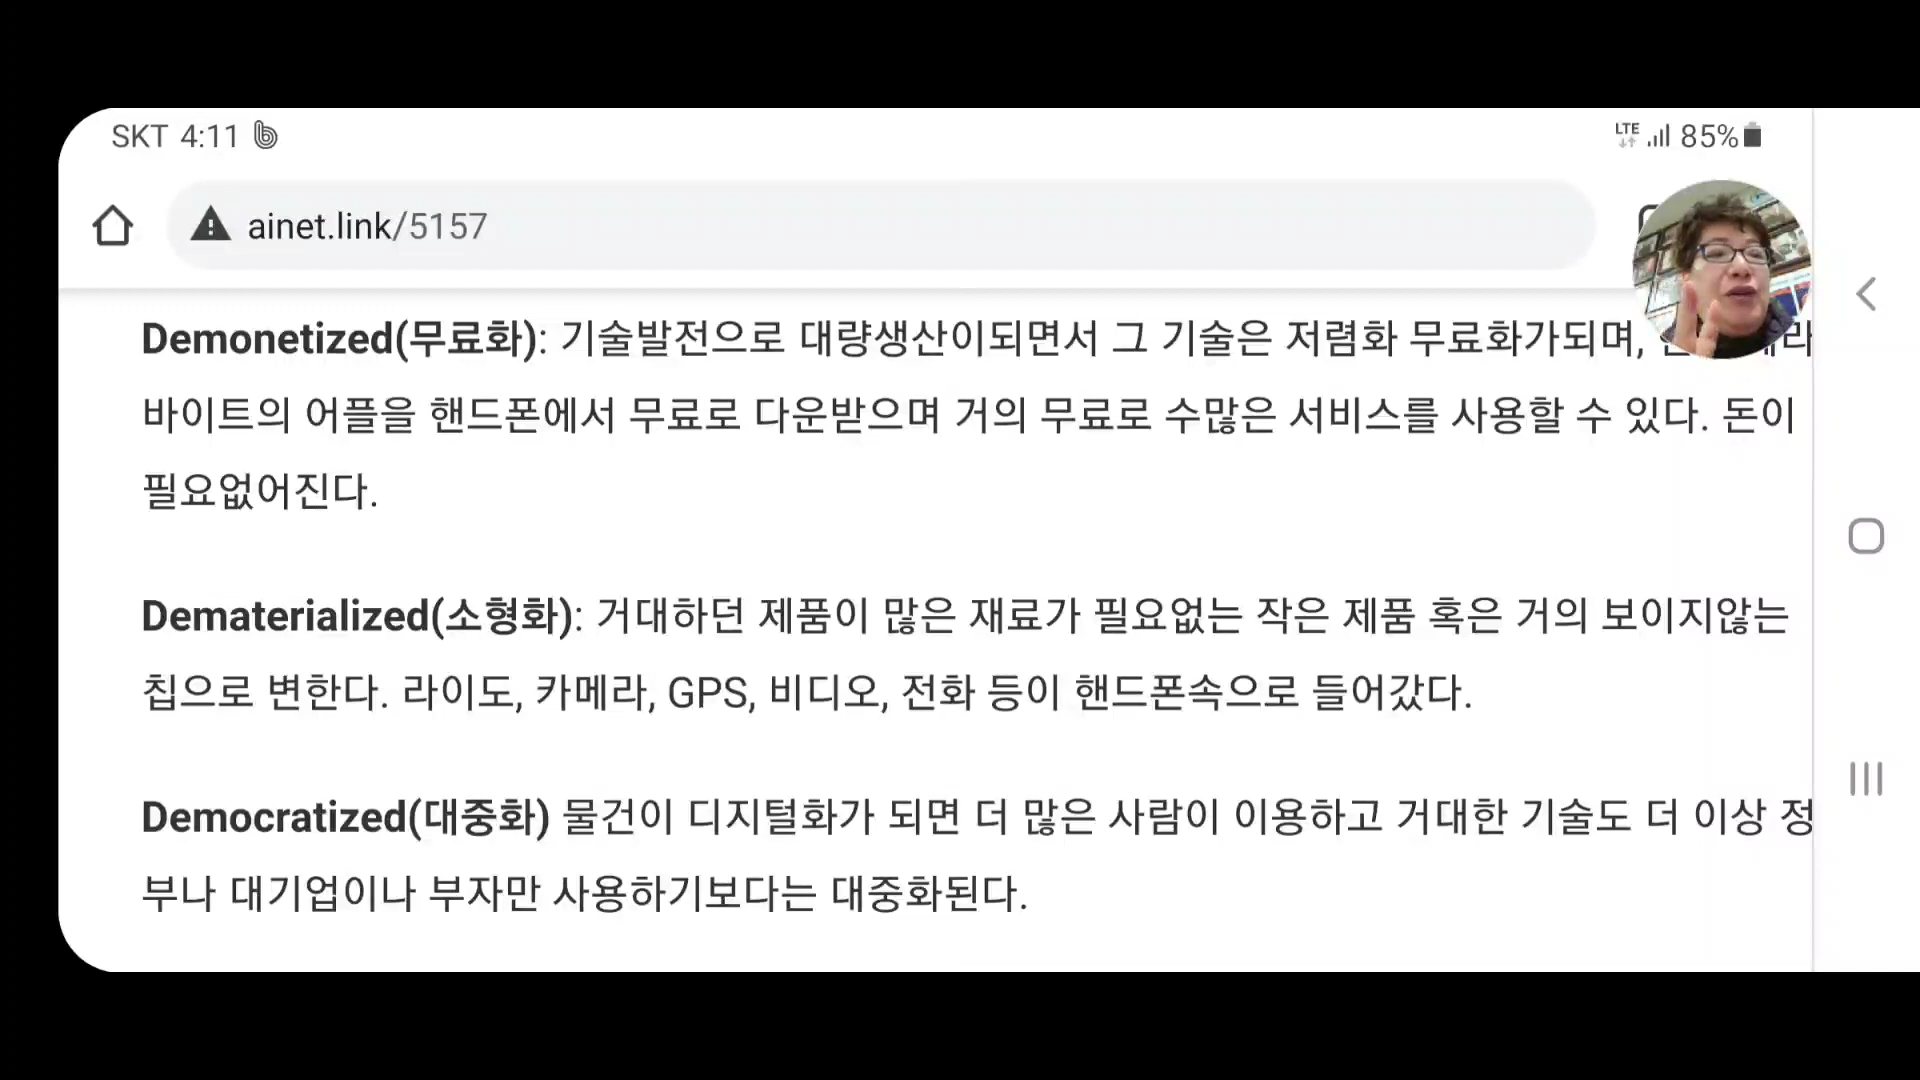 SKT 4:11
LTE 85%
ainet.link/5157
Demonetized(무료화): 기술발전으로 대량생산이되면서 그 기술은 저렴화 무료화가되며,
바이트의 어플을 핸드폰에서 무료로 다운받으며 거의 무료로 수많은 서비스를 사용할 수 있다. 돈이
필요없어진다.
Dematerialized(소형화): 거대하던 제품이 많은 재료가 필요없는 작은 제품 혹은 거의 보이지않는
칩으로 변한다. 라이도, 카메라, GPS, 비디오, 전화 등이 핸드폰속으로 들어갔다.
Democratized(대중화) 물건이 디지털화가 되면 더 많은 사람이 이용하고 거대한 기술도 더 이상 정
부나 대기업이나 부자만 사용하기보다는 대중화된다.